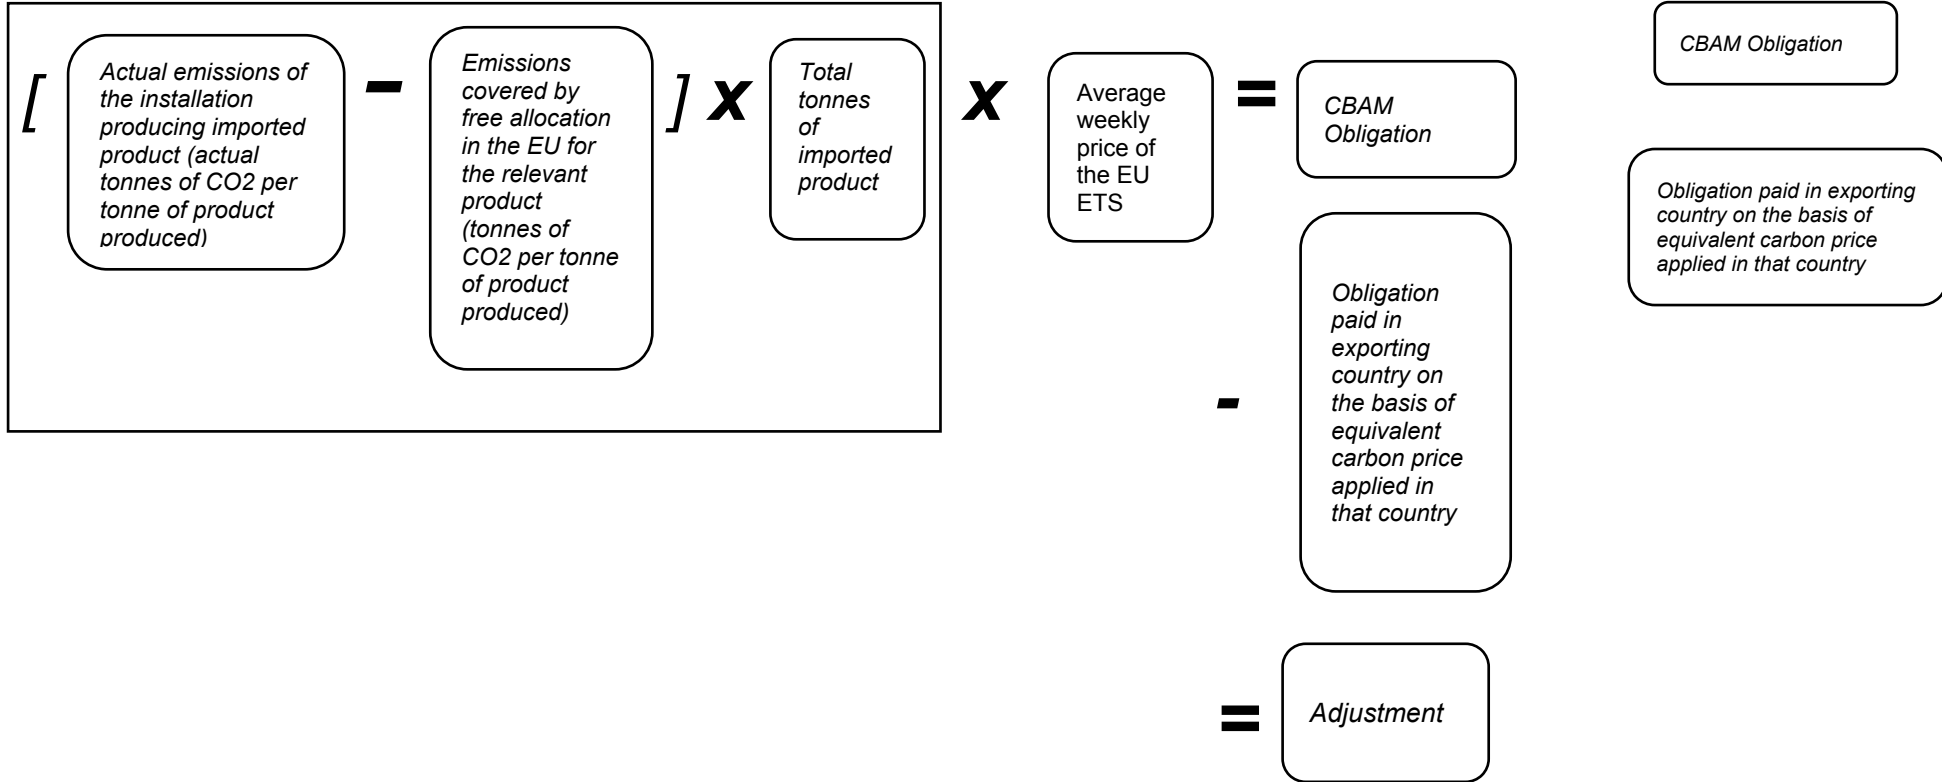 [
Actual emissions of
the installation
producing imported
product (actual
tonnes of CO2 per
tonne of product
produced)
-
Emissions
covered by
free allocation
in the EU for
the relevant
product
(tonnes of
CO2 per tonne
of product
produced)
]
x
Total
tonnes
of
imported
product
x
Average
weekly
price of
the EU
ETS
=
CBAM
Obligation
-
Obligation
paid in
exporting
country on
the basis of
equivalent
carbon price
applied in
that country
=
Adjustment
CBAM Obligation
Obligation paid in exporting
country on the basis of
equivalent carbon price
applied in that country